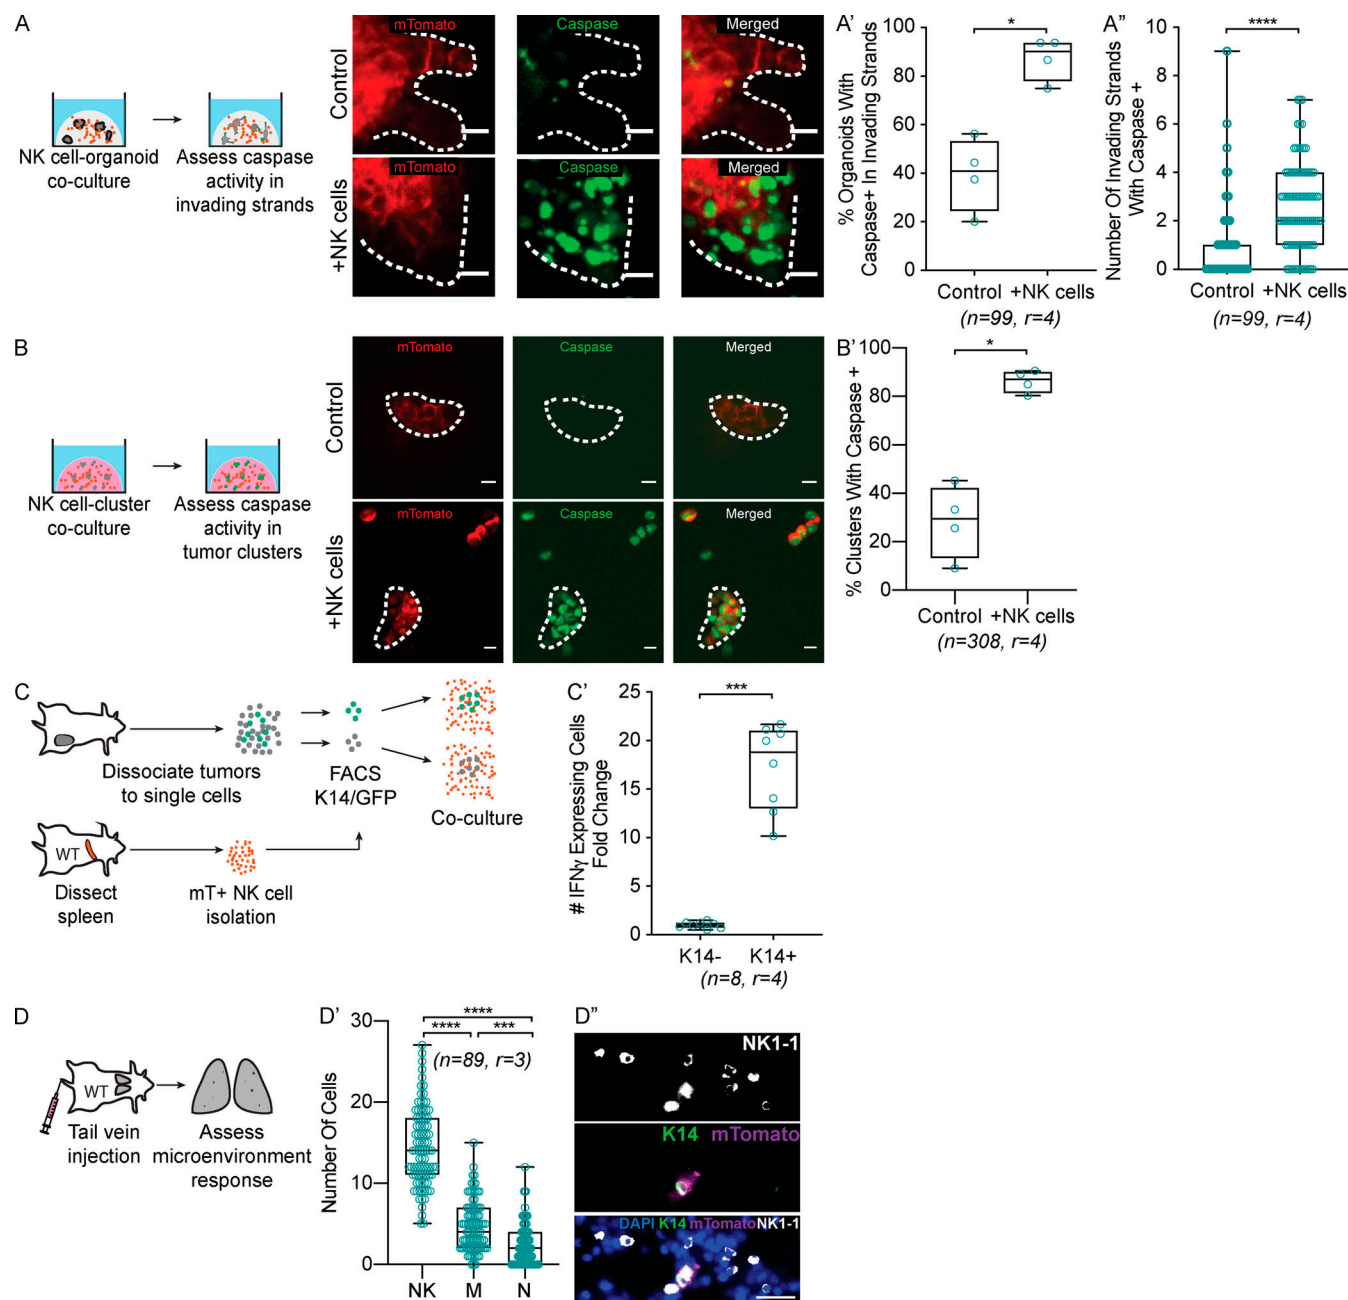 A
NK cell-organoid
co-culture
Assess caspase
activity in
invading strands
Control
+NK cells
mTomato
Caspase
Merged
mTomato
Caspase
Merged
A'
% Organoids With
Caspase+ In Invading Strands
100
80
60
40
20
0
*
Control +NK cells
(n=99, r=4)
A"
Number Of Invading Strands
With Caspase +
10
8
6
4
2
0
****
Control +NK cells
(n=99, r=4)
B
NK cell-cluster
co-culture
Assess caspase
activity in
tumor clusters
Control
+NK cells
mTomato
Caspase
Merged
mTomato
Caspase
Merged
B'
% Clusters With Caspase +
100
80
60
40
20
0
*
Control +NK cells
(n=308, r=4)
C
Dissociate tumors
to single cells
FACS
K14/GFP
Co-culture
WT
Dissect
spleen
mT+ NK cell
isolation
C'
# IFNγ Expressing Cells
Fold Change
25
20
15
10
5
0
***
K14- K14+
(n=8, r=4)
D
WT
Tail vein
injection
Assess
microenvironment
response
D'
Number Of Cells
30
20
10
0
****
**** ***
(n=89, r=3)
NK M N
D"
NK1-1
K14 mTomato
DAPI K14 mTomato NK1-1